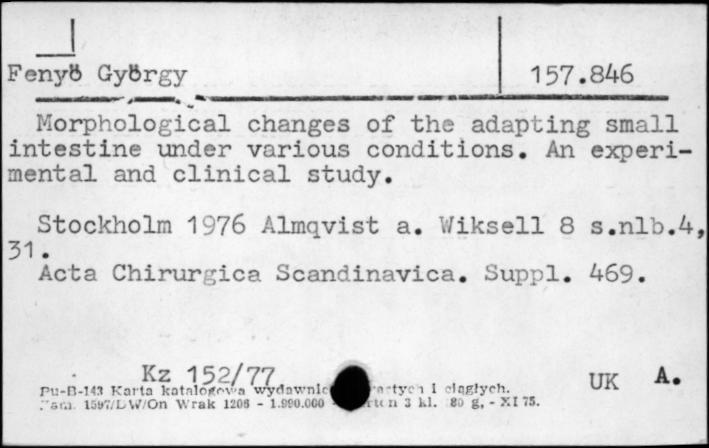 Fenyö György 157.846
Morphological changes of the adapting small
intestine under various conditions. An experi-
mental and clinical study.
Stockholm 1976 Almqvist a. Wiksell 8 s.nlb.4,
31.
Acta Chirurgica Scandinavica. Suppl. 469.
Kz 152/77
UK A.
Pu-B-143 Karta katalogowa i ciągłych.
1597/DW/On Wrak 1206 - 1.990.000 3 kl. 80 g, - XI 75.